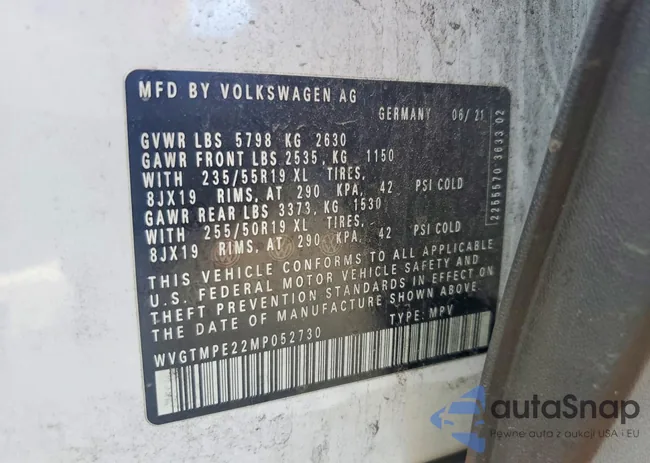 MFD BY VOLKSWAGEN AG
GERMANY 06/21
GVWR LBS 5798 KG 2630
GAWR FRONT LBS 2535, KG 1150
WITH 235/55R19 XL TIRES,
8JX19 RIMS, AT 290 KPA, 42 PSI COLD
GAWR REAR LBS 3373, KG 1530
WITH 255/50R19 XL TIRES,
8JX19 RIMS, AT 290 KPA, 42 PSI COLD
THIS VEHICLE CONFORMS TO ALL APPLICABLE
U.S. FEDERAL MOTOR VEHICLE SAFETY AND
THEFT PREVENTION STANDARDS IN EFFECT ON
THE DATE OF MANUFACTURE SHOWN ABOVE.
WVGTMPE22MP052730 TYPE: MPV
2255570 3633 02
autaSnap
Pewne auta z aukcji USA i EU